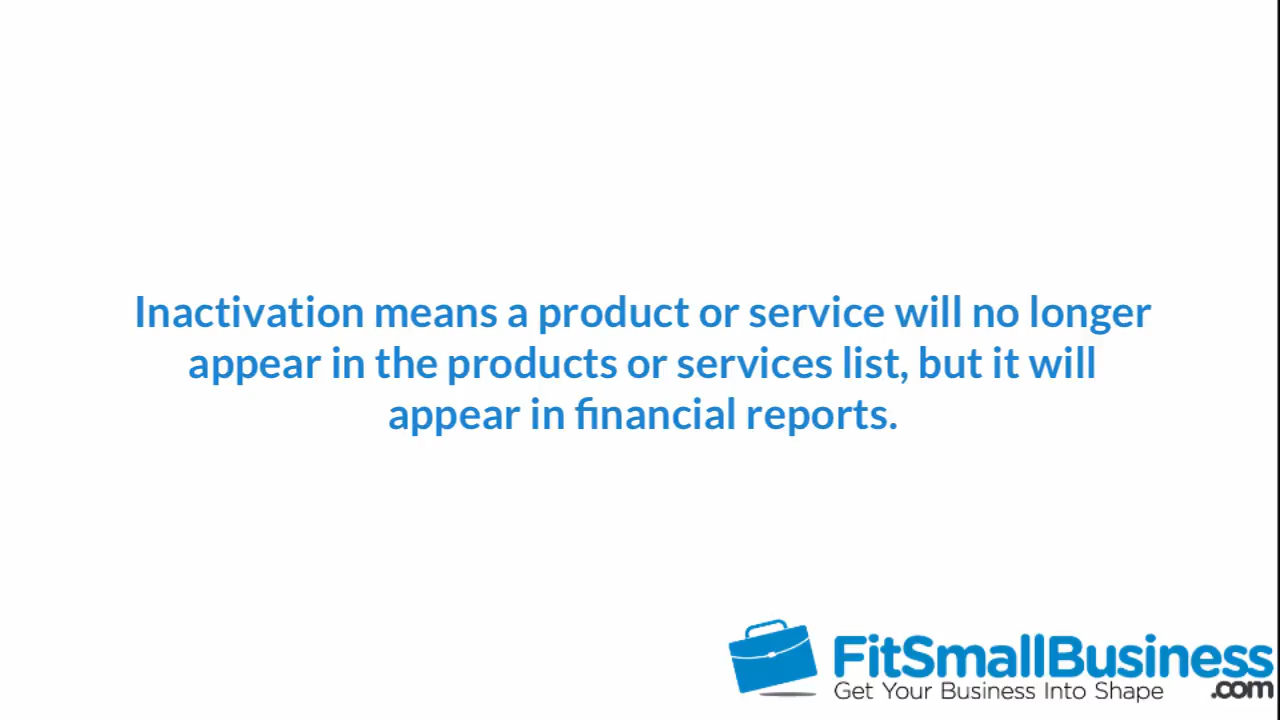 Inactivation means a product or service will no longer
appear in the products or services list, but it will
appear in financial reports.
FitSmallBusiness
Get Your Business Into Shape
.com